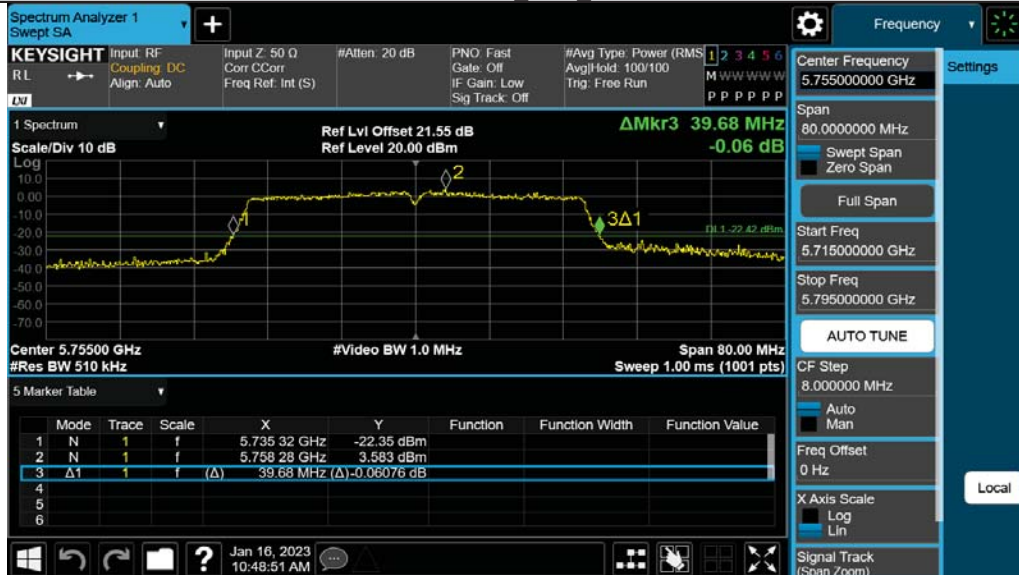 Spectrum Analyzer 1
Swept SA
Frequency
KEYSIGHT
RL
LXI
Input: RF
Coupling: DC
Align: Auto
Input Z: 50 Ω
Corr CCorr
Freq Ref: Int (S)
#Atten: 20 dB
PNO: Fast
Gate: Off
IF Gain: Low
Sig Track: Off
#Avg Type: Power (RMS
Avg|Hold: 100/100
Trig: Free Run
1 2 3 4 5 6
M W W W W W
P P P P P P
1 Spectrum
Scale/Div 10 dB
Ref Lvl Offset 21.55 dB
Ref Level 20.00 dBm
ΔMkr3 39.68 MHz
-0.06 dB
Log
10.0
0.00
-10.0
-20.0
-30.0
-40.0
-50.0
-60.0
-70.0
1
2
3Δ1
DL1 -22.42 dBm
Center 5.75500 GHz
#Video BW 1.0 MHz
Span 80.00 MHz
#Res BW 510 kHz
Sweep 1.00 ms (1001 pts)
5 Marker Table
Mode Trace Scale X Y Function Function Width Function Value
1 N 1 f 5.735 32 GHz -22.35 dBm
2 N 1 f 5.758 28 GHz 3.583 dBm
3 Δ1 1 f (Δ) 39.68 MHz (Δ) -0.06076 dB
4
5
6
Jan 16, 2023
10:48:51 AM
Center Frequency
5.755000000 GHz
Span
80.0000000 MHz
Swept Span
Zero Span
Full Span
Start Freq
5.715000000 GHz
Stop Freq
5.795000000 GHz
AUTO TUNE
CF Step
8.000000 MHz
Auto
Man
Freq Offset
0 Hz
X Axis Scale
Log
Lin
Signal Track
(Span Zoom)
Settings
Local